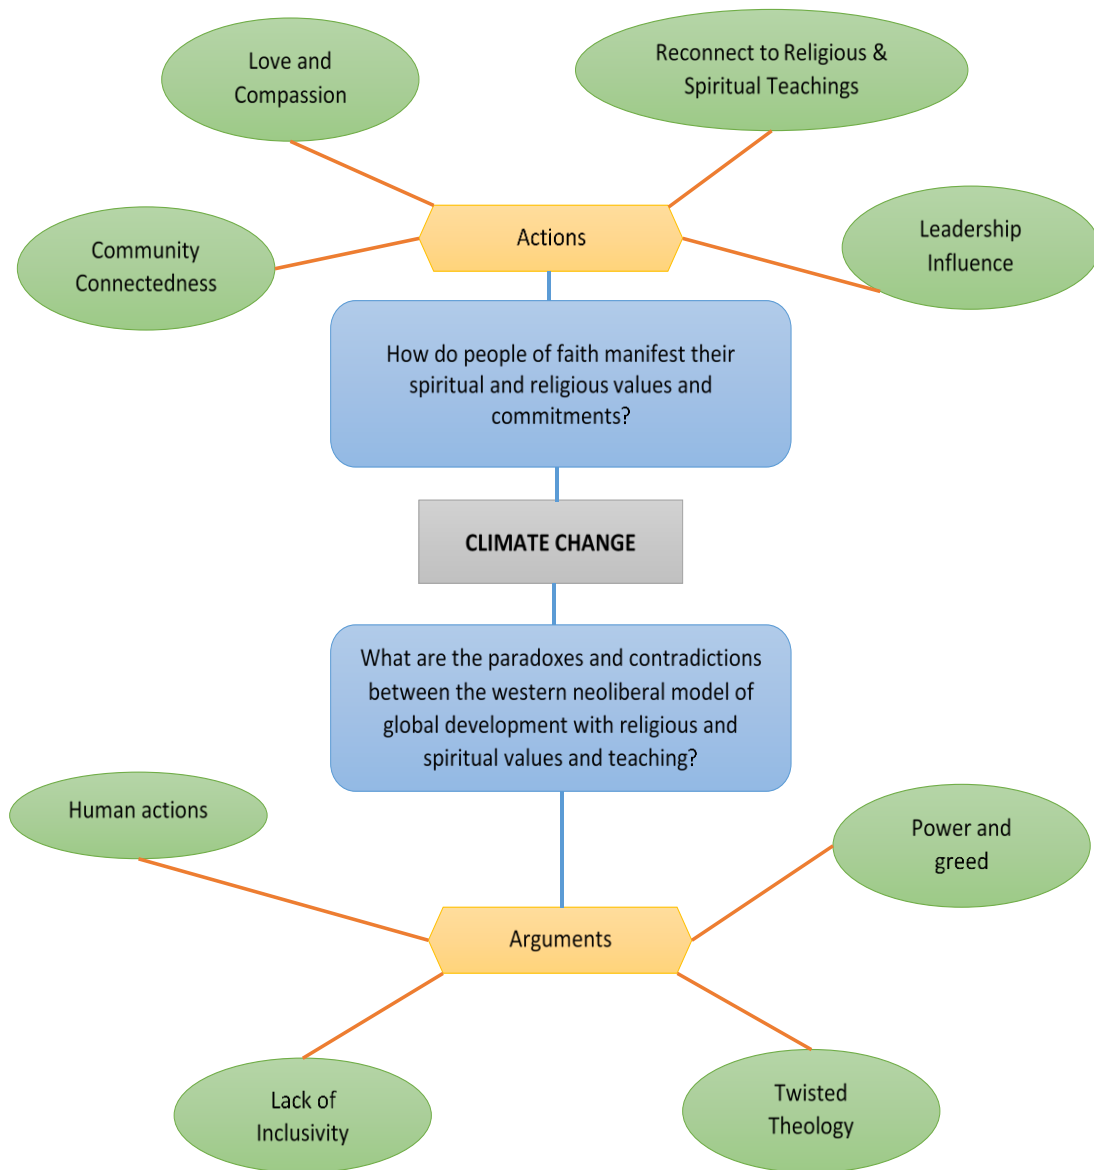 Love and
Compassion
Reconnect to Religious &
Spiritual Teachings
Community
Connectedness
Actions
Leadership
Influence
How do people of faith manifest their
spiritual and religious values and
commitments?
CLIMATE CHANGE
What are the paradoxes and contradictions
between the western neoliberal model of
global development with religious and
spiritual values and teaching?
Human actions
Power and
greed
Arguments
Lack of
Inclusivity
Twisted
Theology